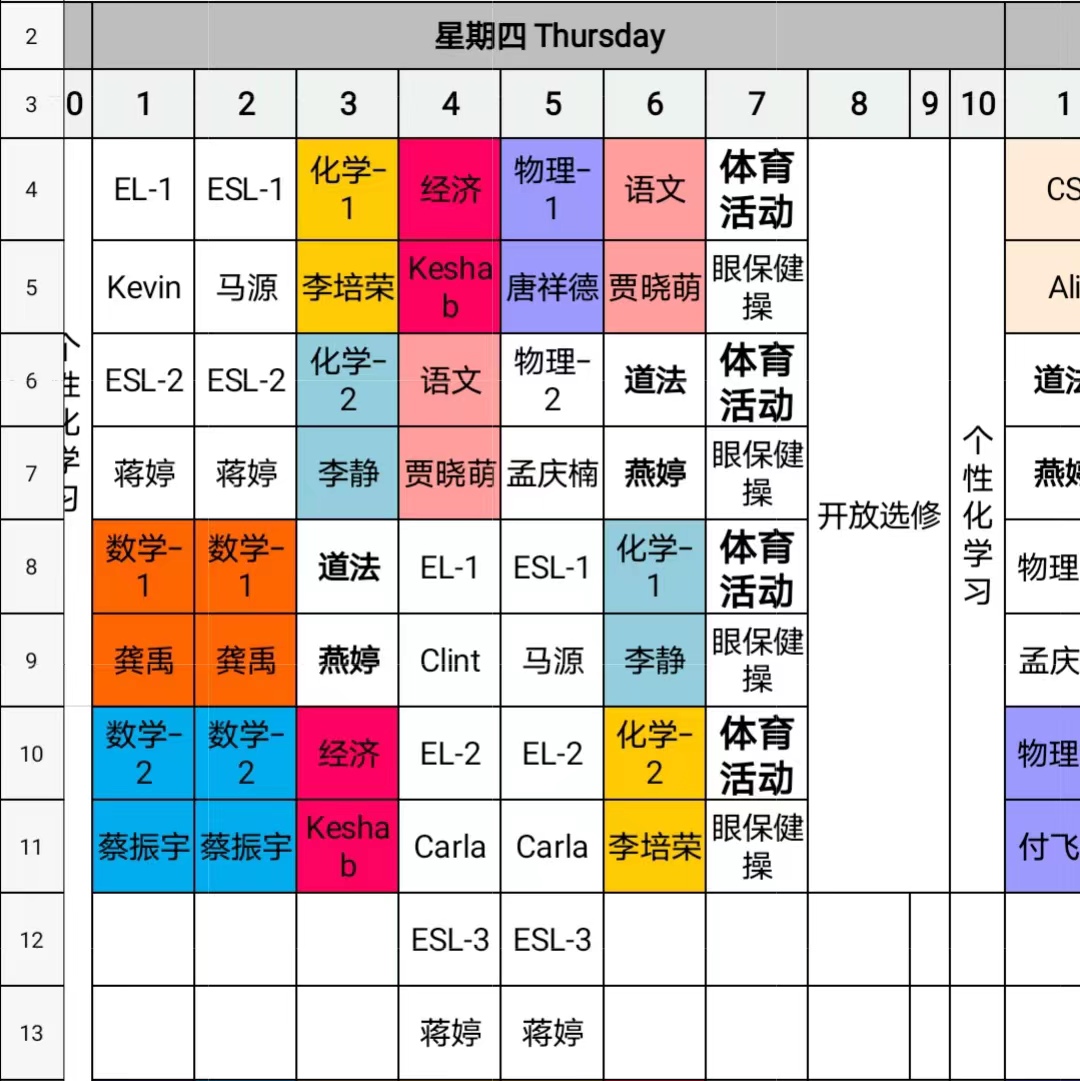 2
星期四 Thursday
3
0
1
2
3
4
5
6
7
8
9
10
1
4
EL-1
ESL-1
化学-
1
经济
物理-
1
语文
体育
活动
CS
5
Kevin
马源
李培荣
Kesha
b
唐祥德
贾晓萌
眼保健
操
Ali
个
性
化
学
习
6
ESL-2
ESL-2
化学-
2
语文
物理-
2
道法
体育
活动
道法
7
蒋婷
蒋婷
李静
贾晓萌
孟庆楠
燕婷
眼保健
操
燕婷
开放选修
个
性
化
学
习
8
数学-
1
数学-
1
道法
EL-1
ESL-1
化学-
1
体育
活动
物理
9
龚禹
龚禹
燕婷
Clint
马源
李静
眼保健
操
孟庆
10
数学-
2
数学-
2
经济
EL-2
EL-2
化学-
2
体育
活动
物理
11
蔡振宇
蔡振宇
Kesha
b
Carla
Carla
李培荣
眼保健
操
付飞
12
ESL-3
ESL-3
13
蒋婷
蒋婷